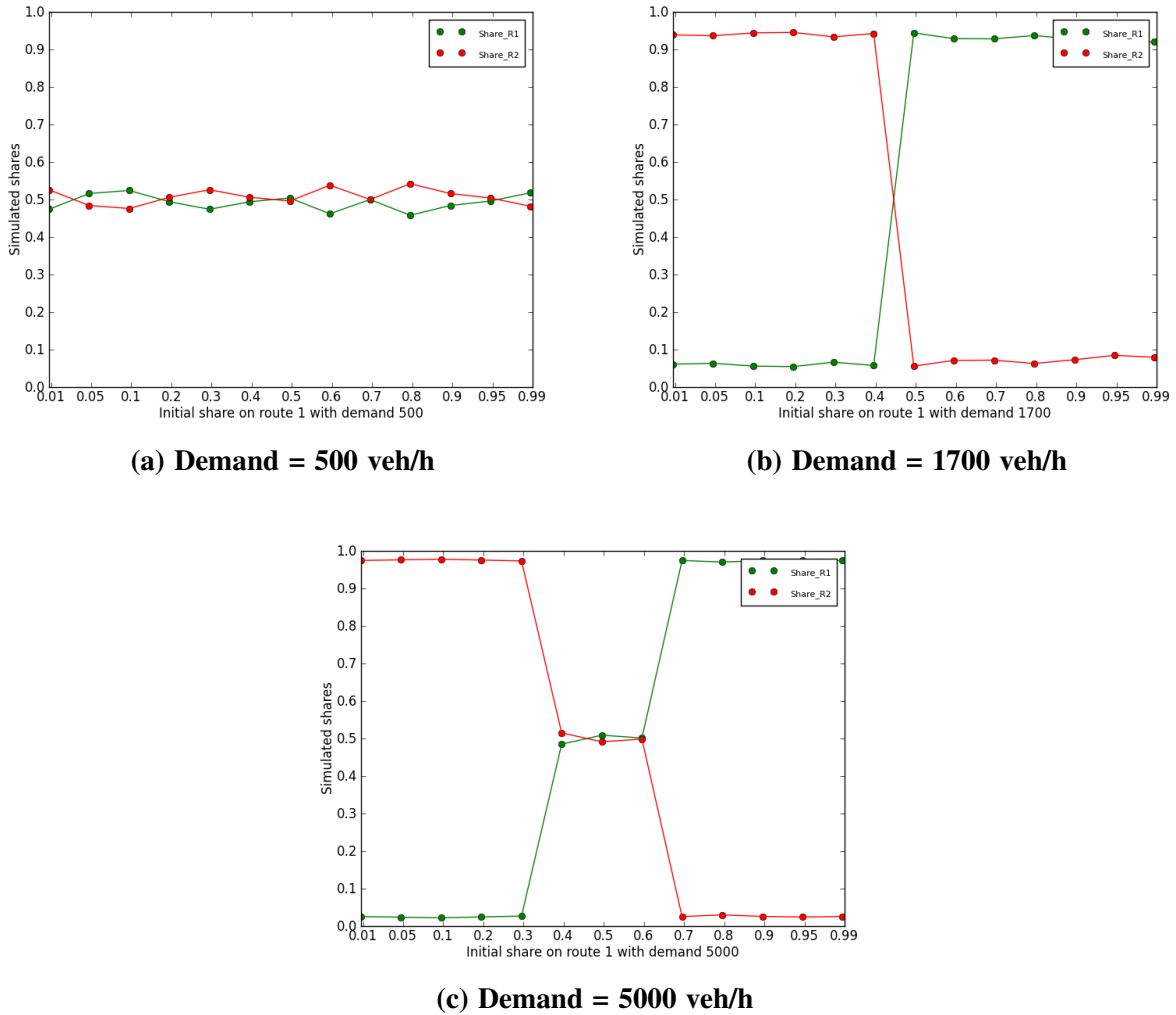 1.0
0.9
0.8
0.7
0.6
0.5
0.4
0.3
0.2
0.1
0.0
Simulated shares
Share_R1
Share_R2
0.01 0.05 0.1 0.2 0.3 0.4 0.5 0.6 0.7 0.8 0.9 0.95 0.99
Initial share on route 1 with demand 500
(a) Demand = 500 veh/h
1.0
0.9
0.8
0.7
0.6
0.5
0.4
0.3
0.2
0.1
0.0
Simulated shares
Share_R1
Share_R2
0.01 0.05 0.1 0.2 0.3 0.4 0.5 0.6 0.7 0.8 0.9 0.95 0.99
Initial share on route 1 with demand 1700
(b) Demand = 1700 veh/h
1.0
0.9
0.8
0.7
0.6
0.5
0.4
0.3
0.2
0.1
0.0
Simulated shares
Share_R1
Share_R2
0.01 0.05 0.1 0.2 0.3 0.4 0.5 0.6 0.7 0.8 0.9 0.95 0.99
Initial share on route 1 with demand 5000
(c) Demand = 5000 veh/h